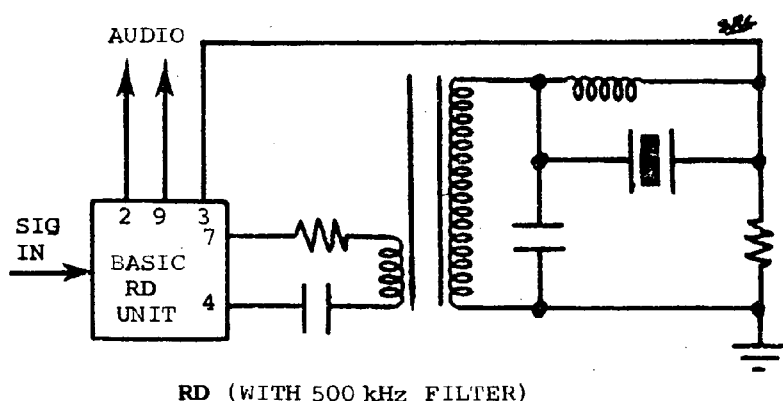 AUDIO
2 9 3
SIG
IN
7
BASIC
RD
4
UNIT
RD (WITH 500 kHz FILTER)